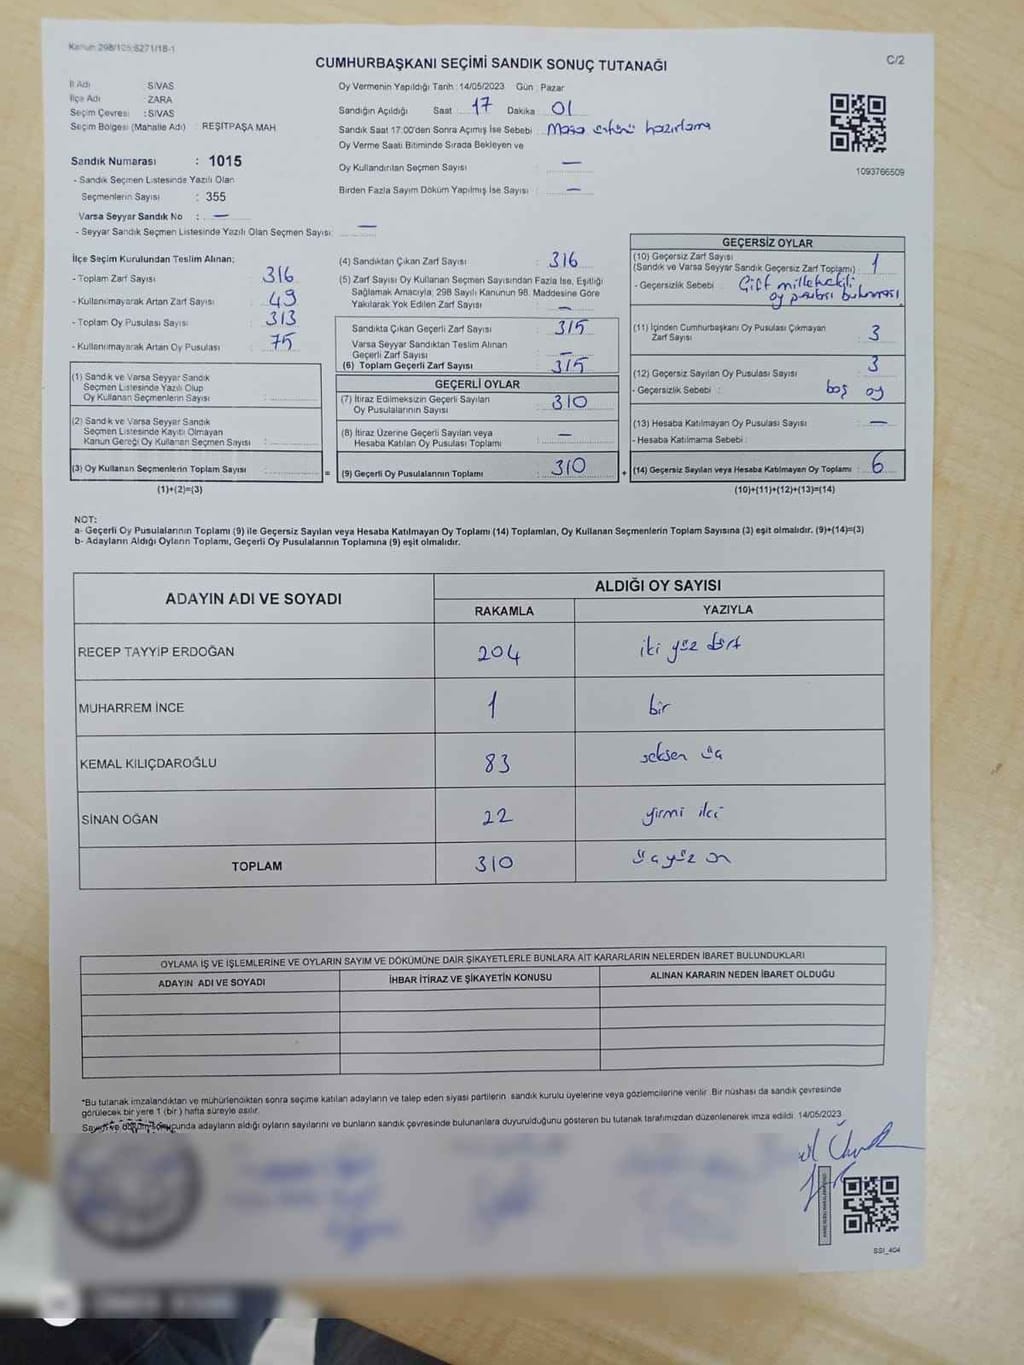 Kanun 298/105;6271/18-1
CUMHURBAŞKANI SEÇİMİ SANDIK SONUÇ TUTANAĞI
C/2
İl Adı SİVAS
İlçe Adı : ZARA
Seçim Çevresi : SİVAS
Seçim Bölgesi (Mahalle Adı) : REŞİTPAŞA MAH.
Sandık Numarası : 1015
- Sandık Seçmen Listesinde Yazılı Olan
Seçmenlerin Sayısı : 355
Varsa Seyyar Sandık No : —
- Seyyar Sandık Seçmen Listesinde Yazılı Olan Seçmen Sayısı: —
Oy Vermenin Yapıldığı Tarih : 14/05/2023 Gün : Pazar
Sandığın Açıldığı Saat : 17 Dakika : 01
Sandık Saat 17:00'den Sonra Açılmış İse Sebebi : Masa hazırlama
Oy Verme Saati Bitiminde Sırada Bekleyen ve
Oy Kullandırılan Seçmen Sayısı : —
Birden Fazla Sayım Döküm Yapılmış İse Sayısı : —
1093766509
İlçe Seçim Kurulundan Teslim Alınan;
- Toplam Zarf Sayısı : 316
- Kullanılmayarak Artan Zarf Sayısı : 49
- Toplam Oy Pusulası Sayısı : 313
- Kullanılmayarak Artan Oy Pusulası : 75
(1) Sandık ve Varsa Seyyar Sandık
Seçmen Listesinde Yazılı Olup
Oy Kullanan Seçmenlerin Sayısı :
(2) Sandık ve Varsa Seyyar Sandık
Seçmen Listesinde Kayıtlı Olmayan
Kanun Gereği Oy Kullanan Seçmen Sayısı :
(3) Oy Kullanan Seçmenlerin Toplam Sayısı :
(1)+(2)=(3)
(4) Sandıktan Çıkan Zarf Sayısı : 316
(5) Zarf Sayısı Oy Kullanan Seçmen Sayısından Fazla İse, Eşitliği
Sağlamak Amacıyla; 298 Sayılı Kanunun 98. Maddesine Göre
Yakılarak Yok Edilen Zarf Sayısı : —
Sandıkta Çıkan Geçerli Zarf Sayısı : 315
Varsa Seyyar Sandıktan Teslim Alınan
Geçerli Zarf Sayısı : —
(6) Toplam Geçerli Zarf Sayısı : 315
GEÇERLİ OYLAR
(7) İtiraz Edilmeksizin Geçerli Sayılan
Oy Pusulalarının Sayısı : 310
(8) İtiraz Üzerine Geçerli Sayılan veya
Hesaba Katılan Oy Pusulası Toplamı : —
= (9) Geçerli Oy Pusulalarının Toplamı : 310 +
GEÇERSİZ OYLAR
(10) Geçersiz Zarf Sayısı
(Sandık ve Varsa Seyyar Sandık Geçersiz Zarf Toplamı) : 1
- Geçersizlik Sebebi : Çift milletvekili
oy pusulası bulunması
(11) İçinden Cumhurbaşkanı Oy Pusulası Çıkmayan
Zarf Sayısı : 3
(12) Geçersiz Sayılan Oy Pusulası Sayısı : 3
- Geçersizlik Sebebi : boş oy
(13) Hesaba Katılmayan Oy Pusulası Sayısı : —
- Hesaba Katılmama Sebebi :
(14) Geçersiz Sayılan veya Hesaba Katılmayan Oy Toplamı : 6
(10)+(11)+(12)+(13)=(14)
NOT:
a- Geçerli Oy Pusulalarının Toplamı (9) ile Geçersiz Sayılan veya Hesaba Katılmayan Oy Toplamı (14) Toplamları, Oy Kullanan Seçmenlerin Toplam Sayısına (3) eşit olmalıdır. (9)+(14)=(3)
b- Adayların Aldığı Oyların Toplamı, Geçerli Oy Pusulalarının Toplamına (9) eşit olmalıdır.
ADAYIN ADI VE SOYADI ALDIĞI OY SAYISI
RAKAMLA YAZIYLA
RECEP TAYYİP ERDOĞAN 204 iki yüz dört
MUHARREM İNCE 1 bir
KEMAL KILIÇDAROĞLU 83 seksen üç
SİNAN OĞAN 22 yirmi iki
TOPLAM 310 üçyüz on
OYLAMA İŞ VE İŞLEMLERİNE VE OYLARIN SAYIM VE DÖKÜMÜNE DAİR ŞİKAYETLERLE BUNLARA AİT KARARLARIN NELERDEN İBARET BULUNDUKLARI
ADAYIN ADI VE SOYADI İHBAR İTİRAZ VE ŞİKAYETİN KONUSU ALINAN KARARIN NEDEN İBARET OLDUĞU
*Bu tutanak imzalandıktan ve mühürlendikten sonra seçime katılan adayların ve talep eden siyasi partilerin sandık kurulu üyelerine veya gözlemcilerine verilir. Bir nüshası da sandık çevresinde
görülecek bir yere 1 (bir) hafta süreyle asılır.
adayların aldığı oyların sayılarını ve bunların sandık çevresinde bulunanlara duyurulduğunu gösteren bu tutanak tarafımızdan düzenlenerek imza edildi. 14/05/2023
SSI_404